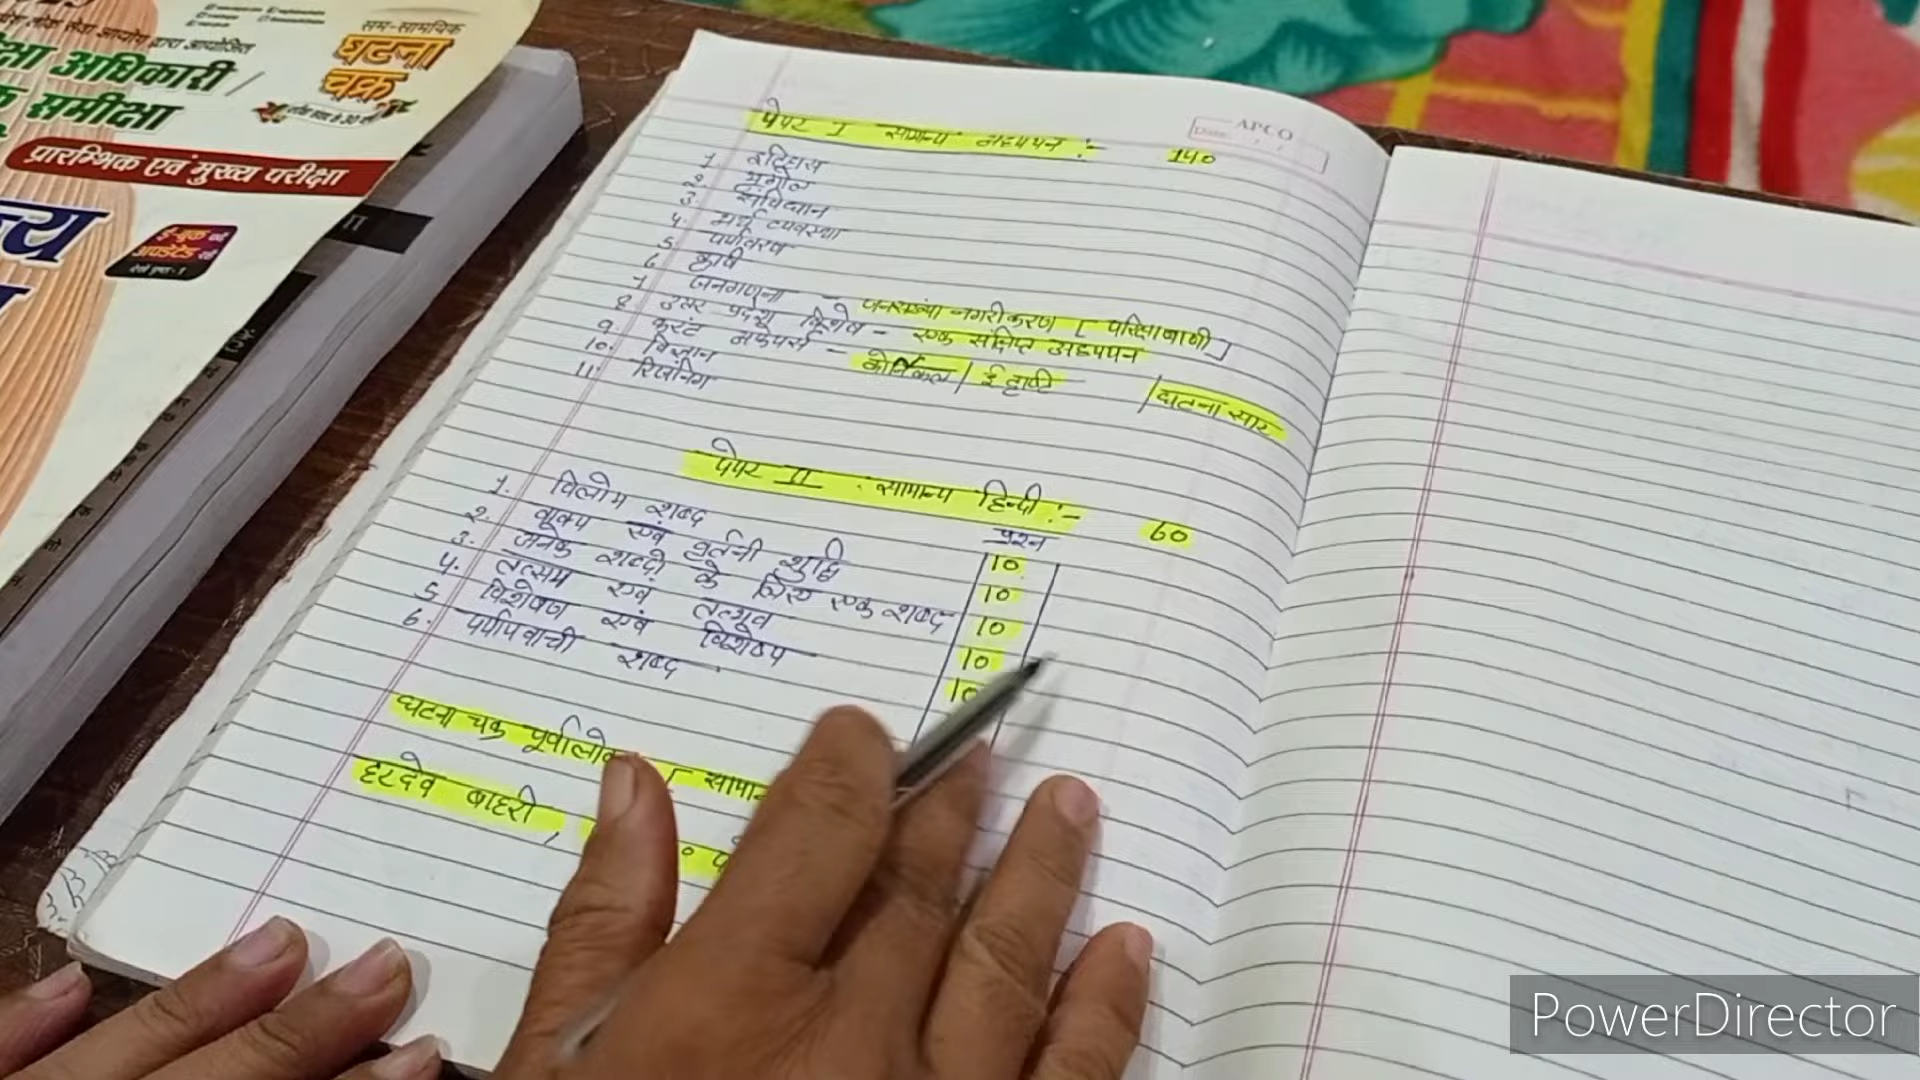 सम-सामयिक
घटना
चक्र
क्षा अधिकारी/
क समीक्षा
प्रारम्भिक एवं मुख्य परीक्षा
ई-बुक
APCO
Date
पेपर I सामान्य अध्ययन :- 140
1. इतिहास
2. भूगोल
3. संविधान
4. अर्थ व्यवस्था
5. पर्यावरण
6 कृषि
7 जनगणना - जनसंख्या नगरीकरण [ परिक्षावाणी ]
8 उत्तर प्रदेश विशेष - एक संक्षिप्त अध्ययन
9. करंट अफेयर्स - क्रोनिकल / ई दृष्टि / घटना सार
10. विज्ञान
11. रिजनिंग
पेपर II : सामान्य हिन्दी :- 60
प्रश्न
1. विलोम शब्द 10
2. वाक्य एवं वर्तनी शुद्धि 10
3. अनेक शब्दो के लिए एक शब्द 10
4. तत्सम एवं तत्भव 10
5 विशेषण एवं विशेष्य 10
6. पर्यायवाची शब्द
घटना चक्र पूर्वालोक [ सामान
हरदेव बाहरी,
PowerDirector